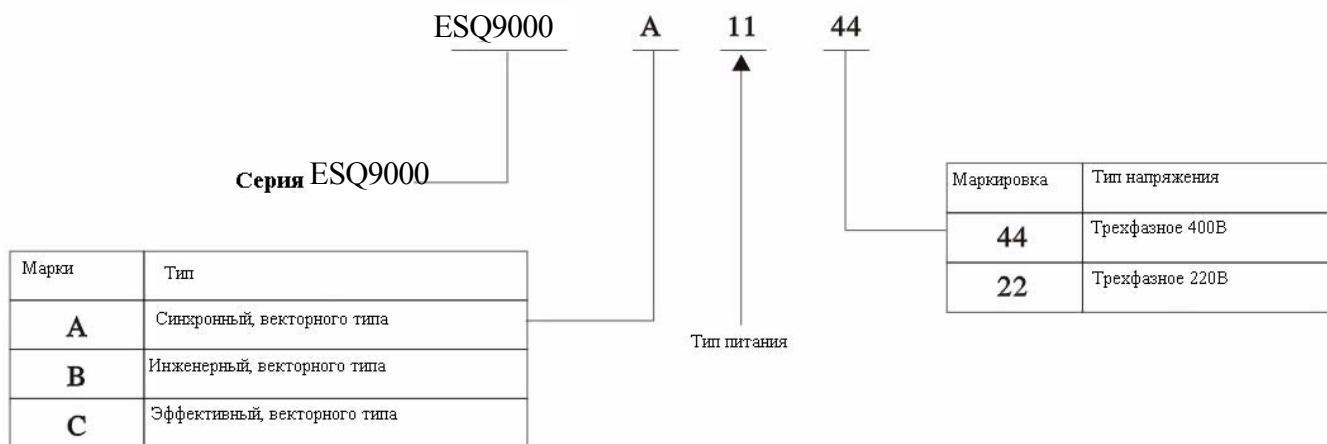 ESQ9000 A 11 44
Серия ESQ9000
Маркировка Тип напряжения
44 Трехфазное 400В
22 Трехфазное 220В
Марки Тип
A Синхронный, векторного типа
B Инженерный, векторного типа
C Эффективный, векторного типа
Тип питания